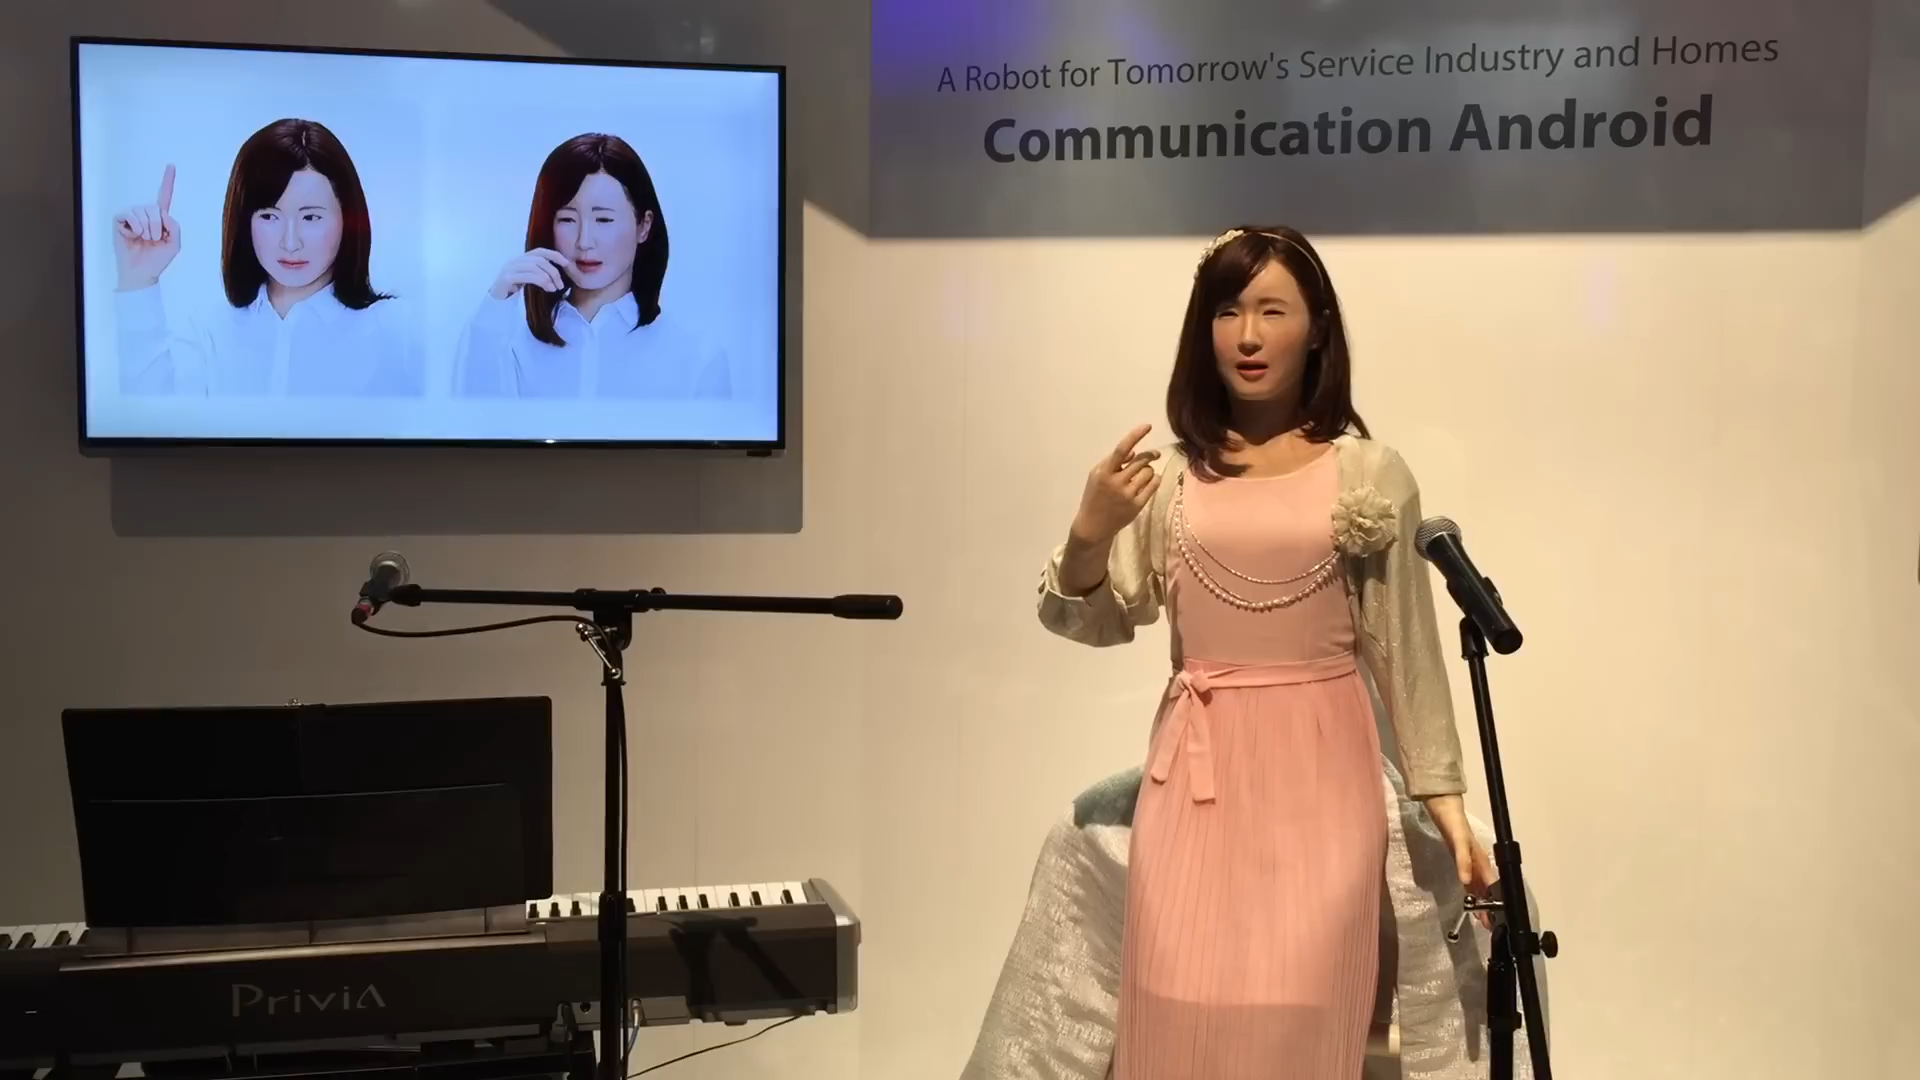 A Robot for Tomorrow's Service Industry and Homes
Communication Android
Privia